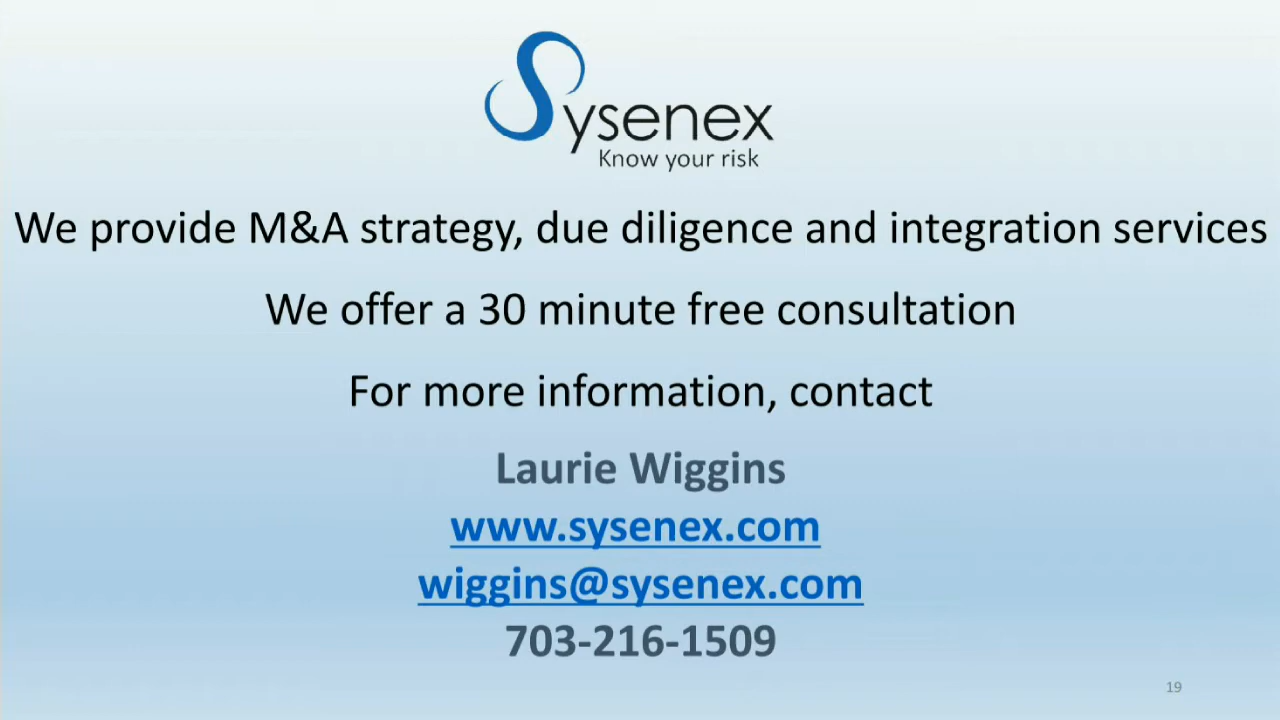 Sysenex
Know your risk
We provide M&A strategy, due diligence and integration services
We offer a 30 minute free consultation
For more information, contact
Laurie Wiggins
www.sysenex.com
wiggins@sysenex.com
703-216-1509
19